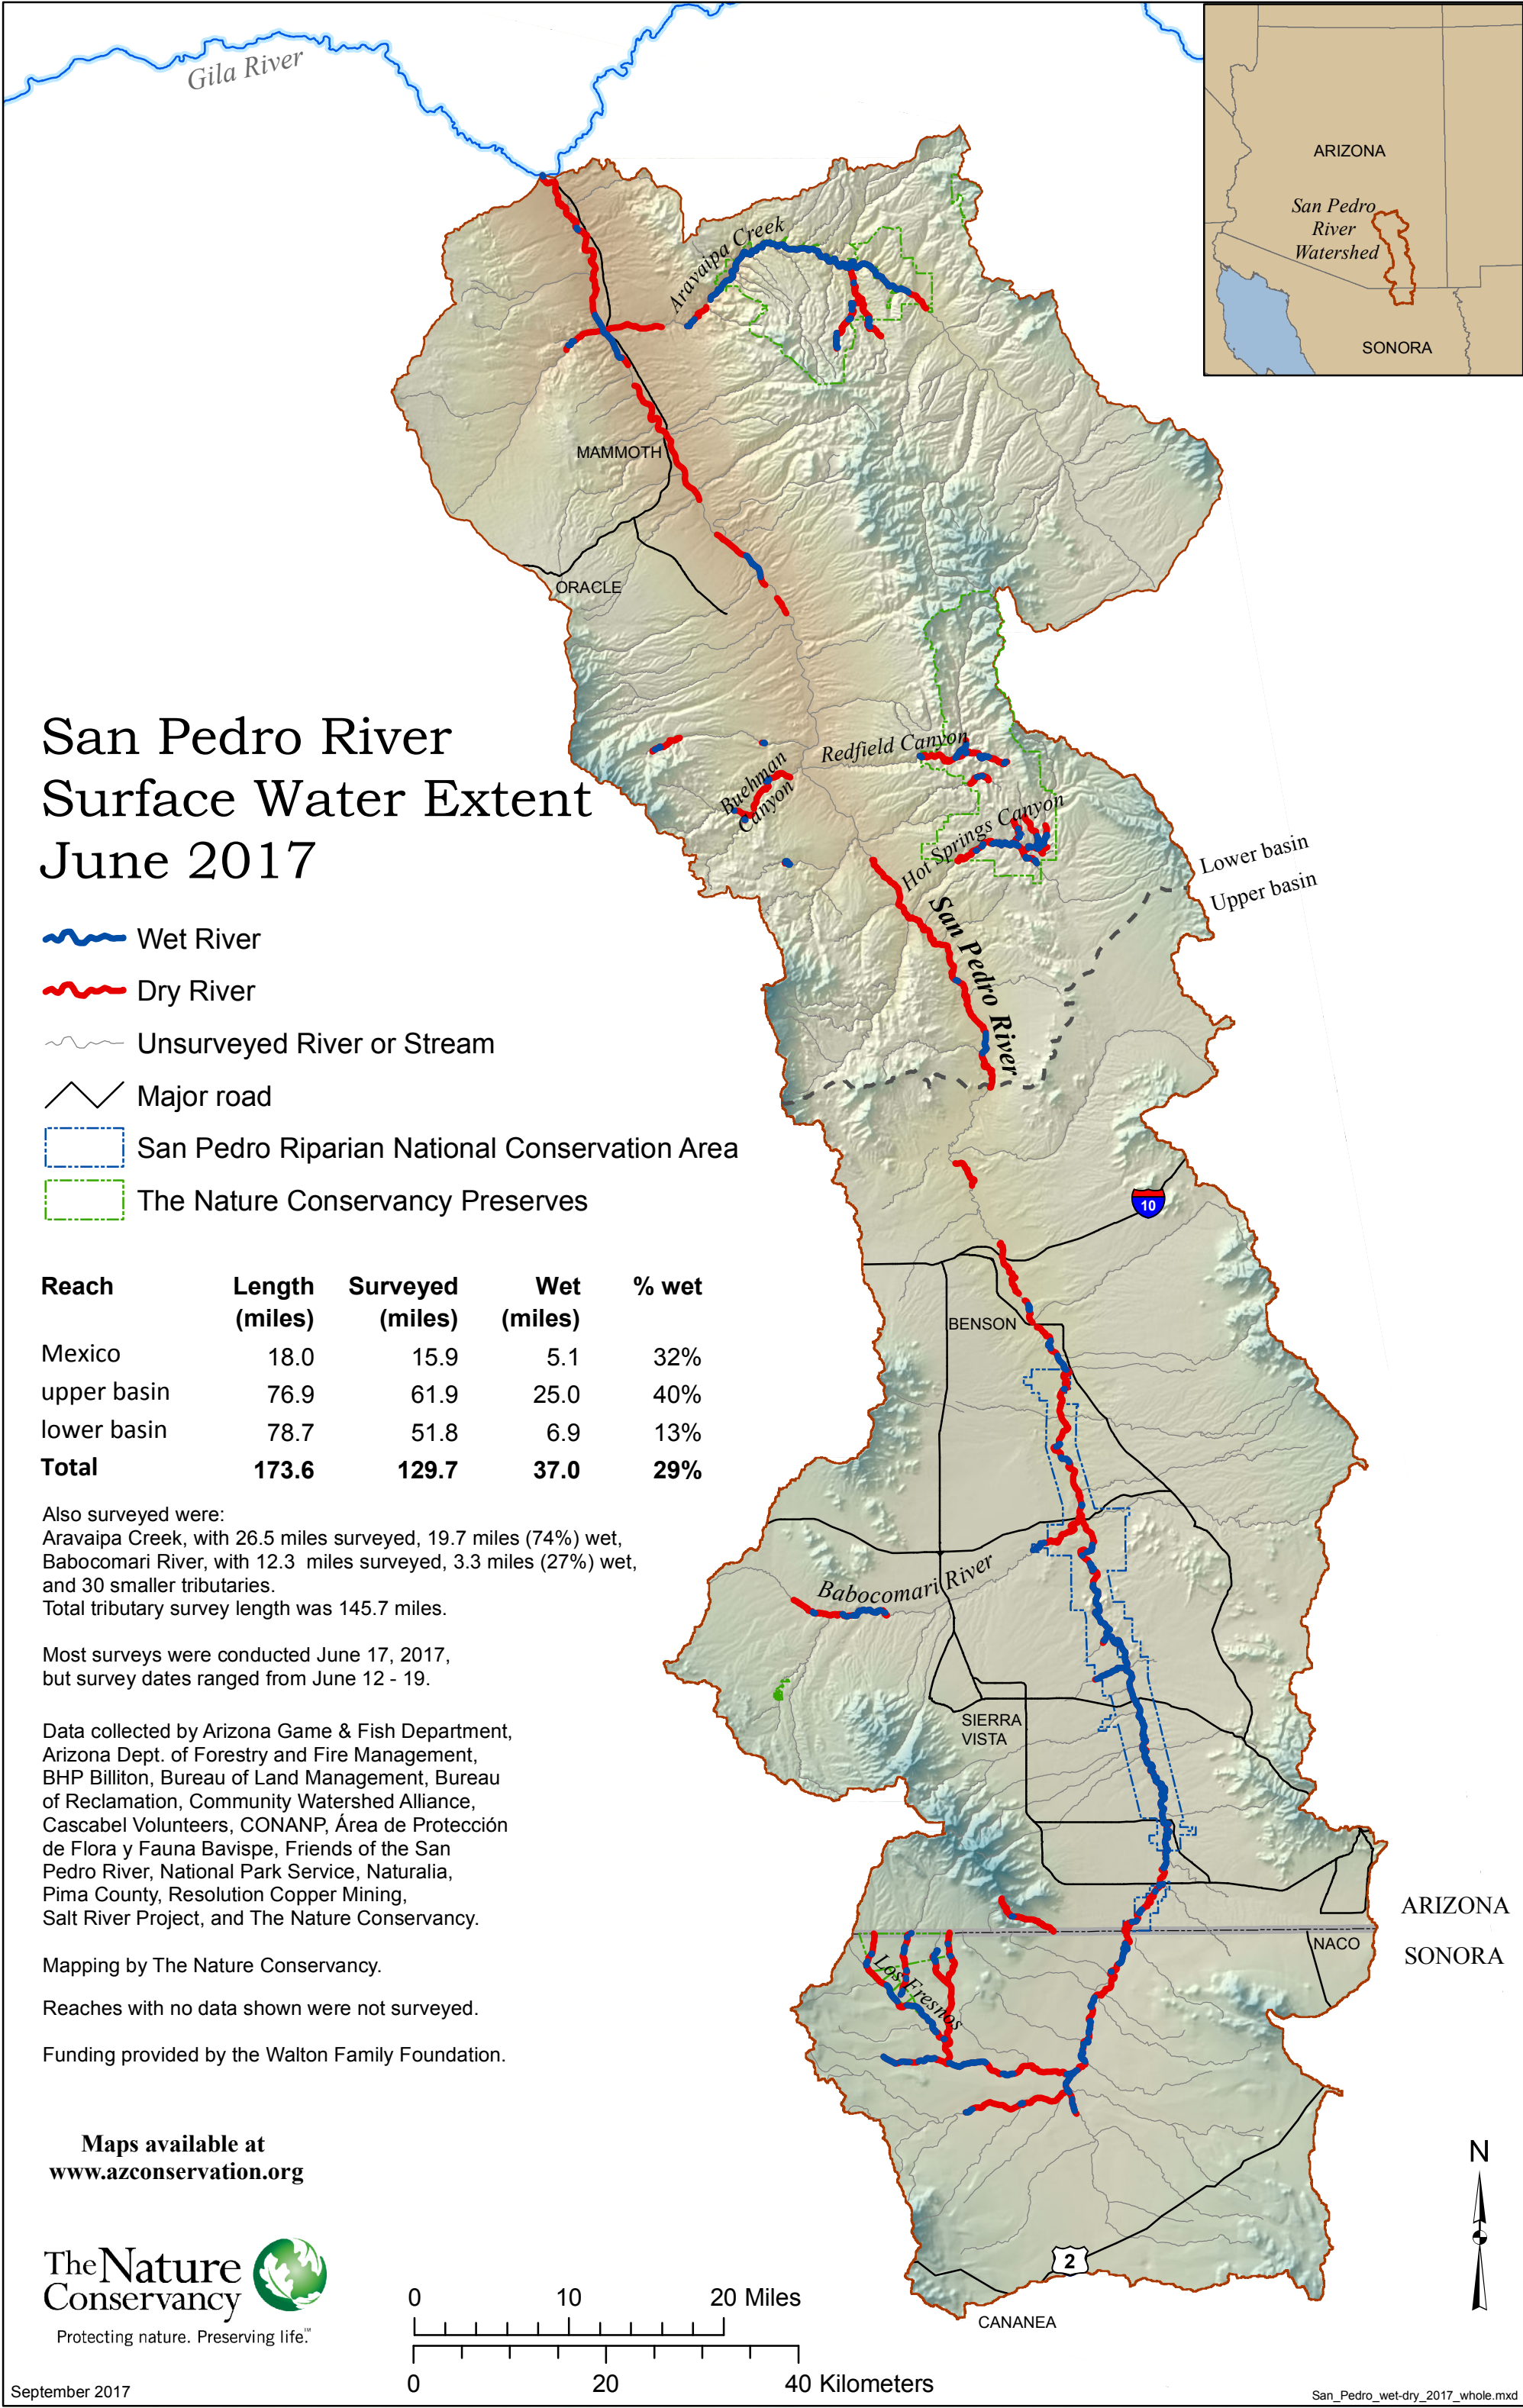 Gila River
ARIZONA
San Pedro
River
Watershed
SONORA
Aravaipa Creek
MAMMOTH
ORACLE
San Pedro River
Surface Water Extent
June 2017
Redfield Canyon
Buehman
Canyon
Hot Springs Canyon
Lower basin
Upper basin
San Pedro River
Wet River
Dry River
Unsurveyed River or Stream
Major road
San Pedro Riparian National Conservation Area
The Nature Conservancy Preserves
10
Reach Length Surveyed Wet % wet
(miles) (miles) (miles)
Mexico 18.0 15.9 5.1 32%
upper basin 76.9 61.9 25.0 40%
lower basin 78.7 51.8 6.9 13%
Total 173.6 129.7 37.0 29%
BENSON
Also surveyed were:
Aravaipa Creek, with 26.5 miles surveyed, 19.7 miles (74%) wet,
Babocomari River, with 12.3 miles surveyed, 3.3 miles (27%) wet,
and 30 smaller tributaries.
Total tributary survey length was 145.7 miles.
Babocomari River
Most surveys were conducted June 17, 2017,
but survey dates ranged from June 12 - 19.
SIERRA
VISTA
Data collected by Arizona Game & Fish Department,
Arizona Dept. of Forestry and Fire Management,
BHP Billiton, Bureau of Land Management, Bureau
of Reclamation, Community Watershed Alliance,
Cascabel Volunteers, CONANP, Área de Protección
de Flora y Fauna Bavispe, Friends of the San
Pedro River, National Park Service, Naturalia,
Pima County, Resolution Copper Mining,
Salt River Project, and The Nature Conservancy.
ARIZONA
NACO
SONORA
Los Fresnos
Mapping by The Nature Conservancy.
Reaches with no data shown were not surveyed.
Funding provided by the Walton Family Foundation.
Maps available at
www.azconservation.org
N
2
The Nature
Conservancy
Protecting nature. Preserving life.™
0 10 20 Miles
0 20 40 Kilometers
CANANEA
September 2017
San_Pedro_wet-dry_2017_whole.mxd